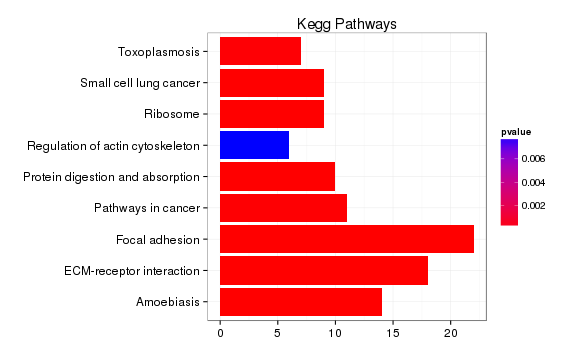 Kegg Pathways
Toxoplasmosis
Small cell lung cancer
Ribosome
Regulation of actin cytoskeleton
Protein digestion and absorption
Pathways in cancer
Focal adhesion
ECM-receptor interaction
Amoebiasis
0 5 10 15 20
pvalue
0.006
0.004
0.002